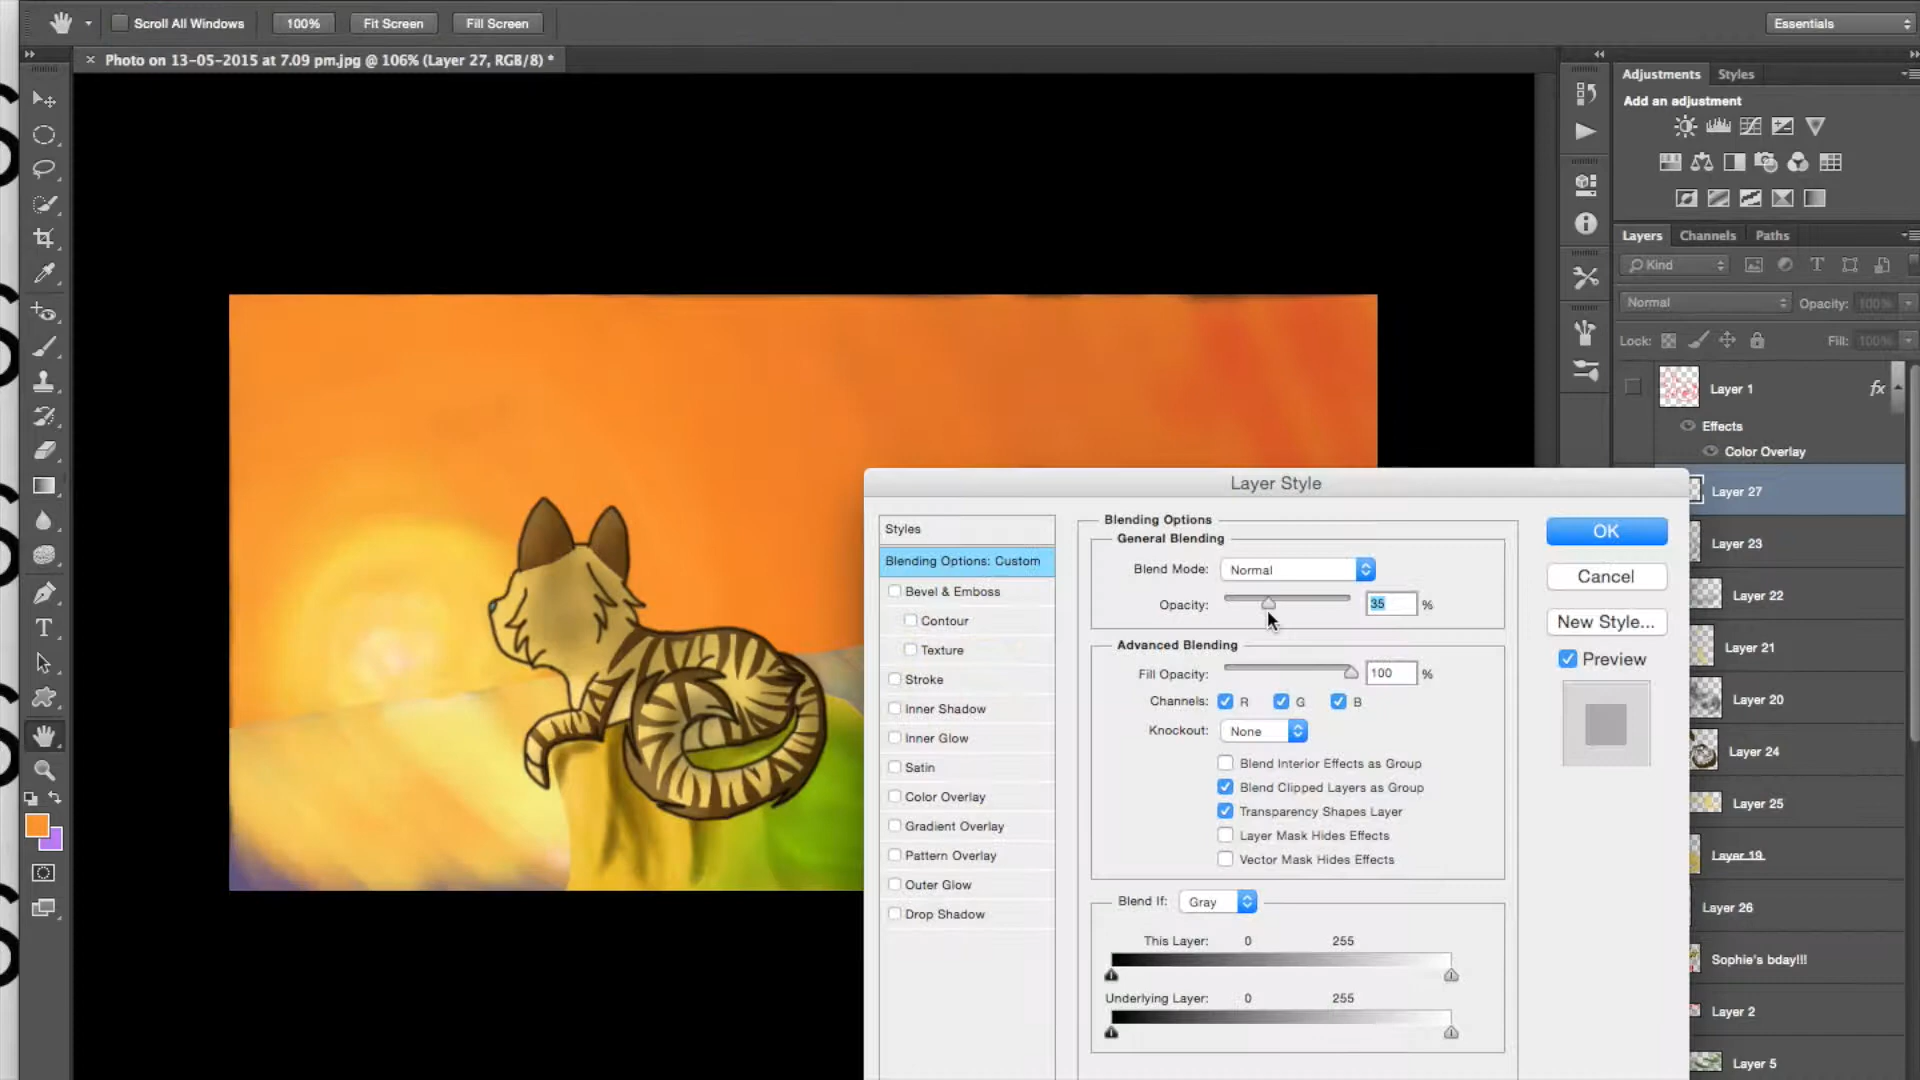 Scroll All Windows 100% Fit Screen Fill Screen Essentials
Photo on 13-05-2015 at 7.09 pm.jpg @ 106% (Layer 27, RGB/8) *
Adjustments Styles
Add an adjustment
Layers Channels Paths
Kind
Normal Opacity: 100%
Lock: Fill: 100%
Layer 1 fx
Effects
Color Overlay
Layer 27
Layer 23
Layer 22
Layer 21
Layer 20
Layer 24
Layer 25
Layer 19
Layer 26
Sophie's bday!!!
Layer 2
Layer 5
Layer Style
Styles
Blending Options: Custom
Bevel & Emboss
Contour
Texture
Stroke
Inner Shadow
Inner Glow
Satin
Color Overlay
Gradient Overlay
Pattern Overlay
Outer Glow
Drop Shadow
Blending Options
General Blending
Blend Mode: Normal
Opacity: 35 %
Advanced Blending
Fill Opacity: 100 %
Channels: R G B
Knockout: None
Blend Interior Effects as Group
Blend Clipped Layers as Group
Transparency Shapes Layer
Layer Mask Hides Effects
Vector Mask Hides Effects
Blend If: Gray
This Layer: 0 255
Underlying Layer: 0 255
OK
Cancel
New Style...
Preview